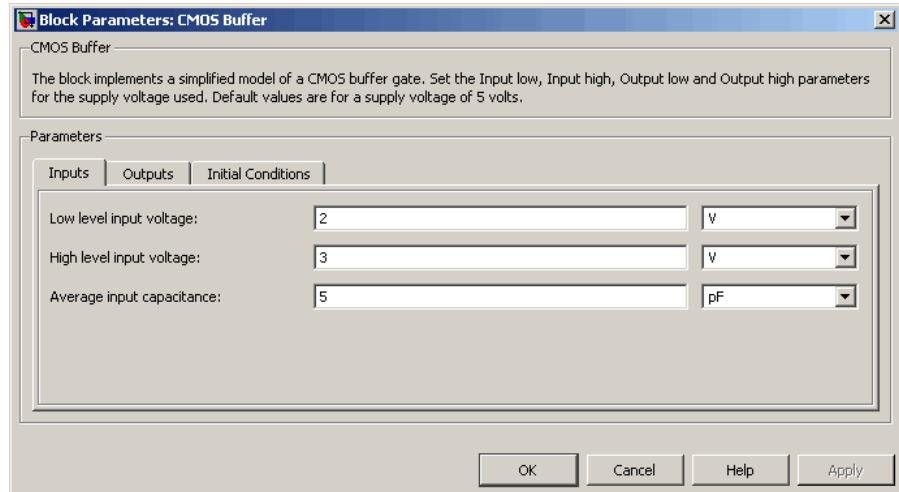 Block Parameters: CMOS Buffer
CMOS Buffer
The block implements a simplified model of a CMOS buffer gate. Set the Input low, Input high, Output low and Output high parameters
for the supply voltage used. Default values are for a supply voltage of 5 volts.
Parameters
Inputs Outputs Initial Conditions
Low level input voltage: 2 V
High level input voltage: 3 V
Average input capacitance: 5 pF
OK Cancel Help Apply